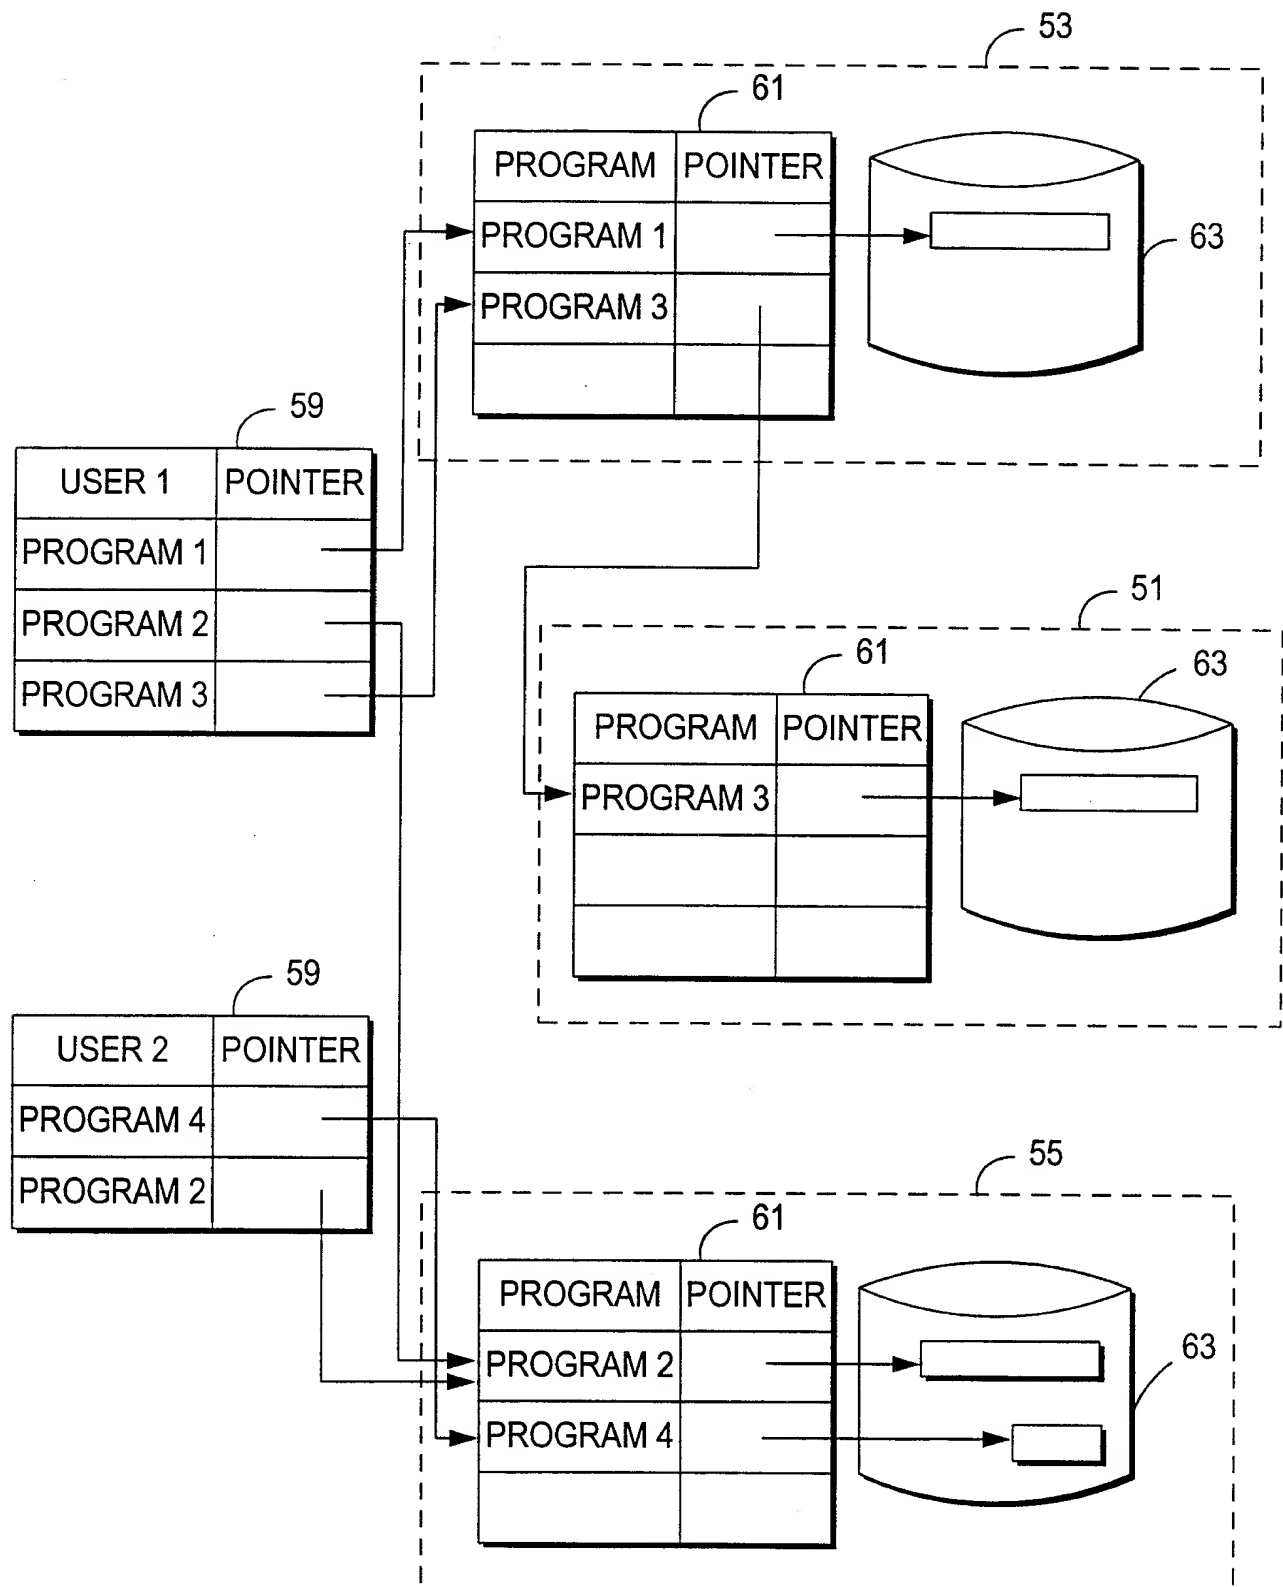 53
61
PROGRAM POINTER
PROGRAM 1
63
PROGRAM 3
59
USER 1 POINTER
PROGRAM 1
PROGRAM 2
PROGRAM 3
51
61
63
PROGRAM POINTER
PROGRAM 3
59
USER 2 POINTER
PROGRAM 4
PROGRAM 2
55
61
PROGRAM POINTER
PROGRAM 2
63
PROGRAM 4